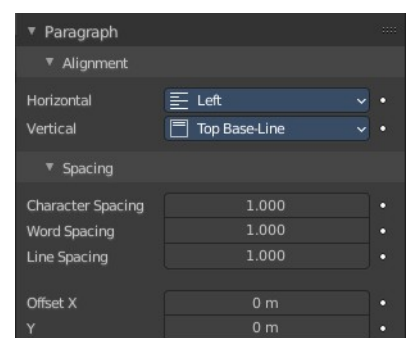 Paragraph
Alignment
Horizontal Left
Vertical Top Base-Line
Spacing
Character Spacing 1.000
Word Spacing 1.000
Line Spacing 1.000
Offset X 0 m
Y 0 m